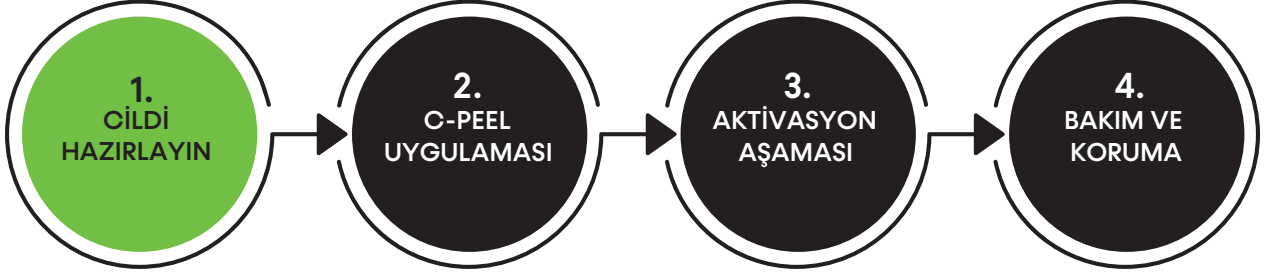 1.
CİLDİ
HAZIRLAYIN
2.
C-PEEL
UYGULAMASI
3.
AKTİVASYON
AŞAMASI
4.
BAKIM VE
KORUMA